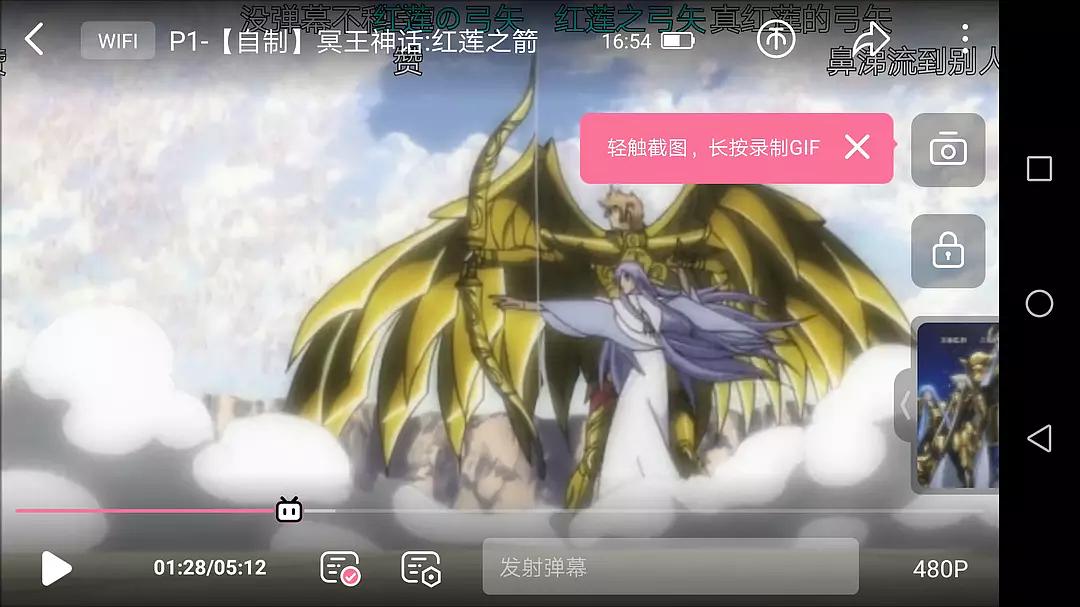 没弹幕不科
红莲の弓矢
红莲之弓矢
真红莲的弓矢
WIFI
P1-【自制】冥王神话:红莲之箭
16:54
赞
鼻涕流到别人
轻触截图，长按录制GIF
01:28/05:12
发射弹幕
480P